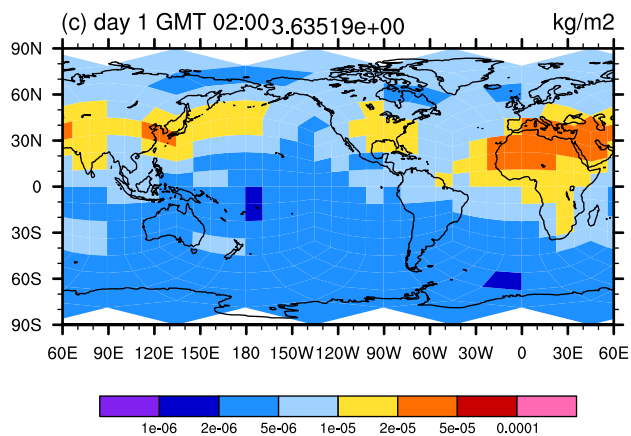 (c) day 1 GMT 02:00 3.63519e+00 kg/m2
90N
60N
30N
0
30S
60S
90S
60E 90E 120E 150E 180 150W 120W 90W 60W 30W 0 30E 60E
1e-06 2e-06 5e-06 1e-05 2e-05 5e-05 0.0001